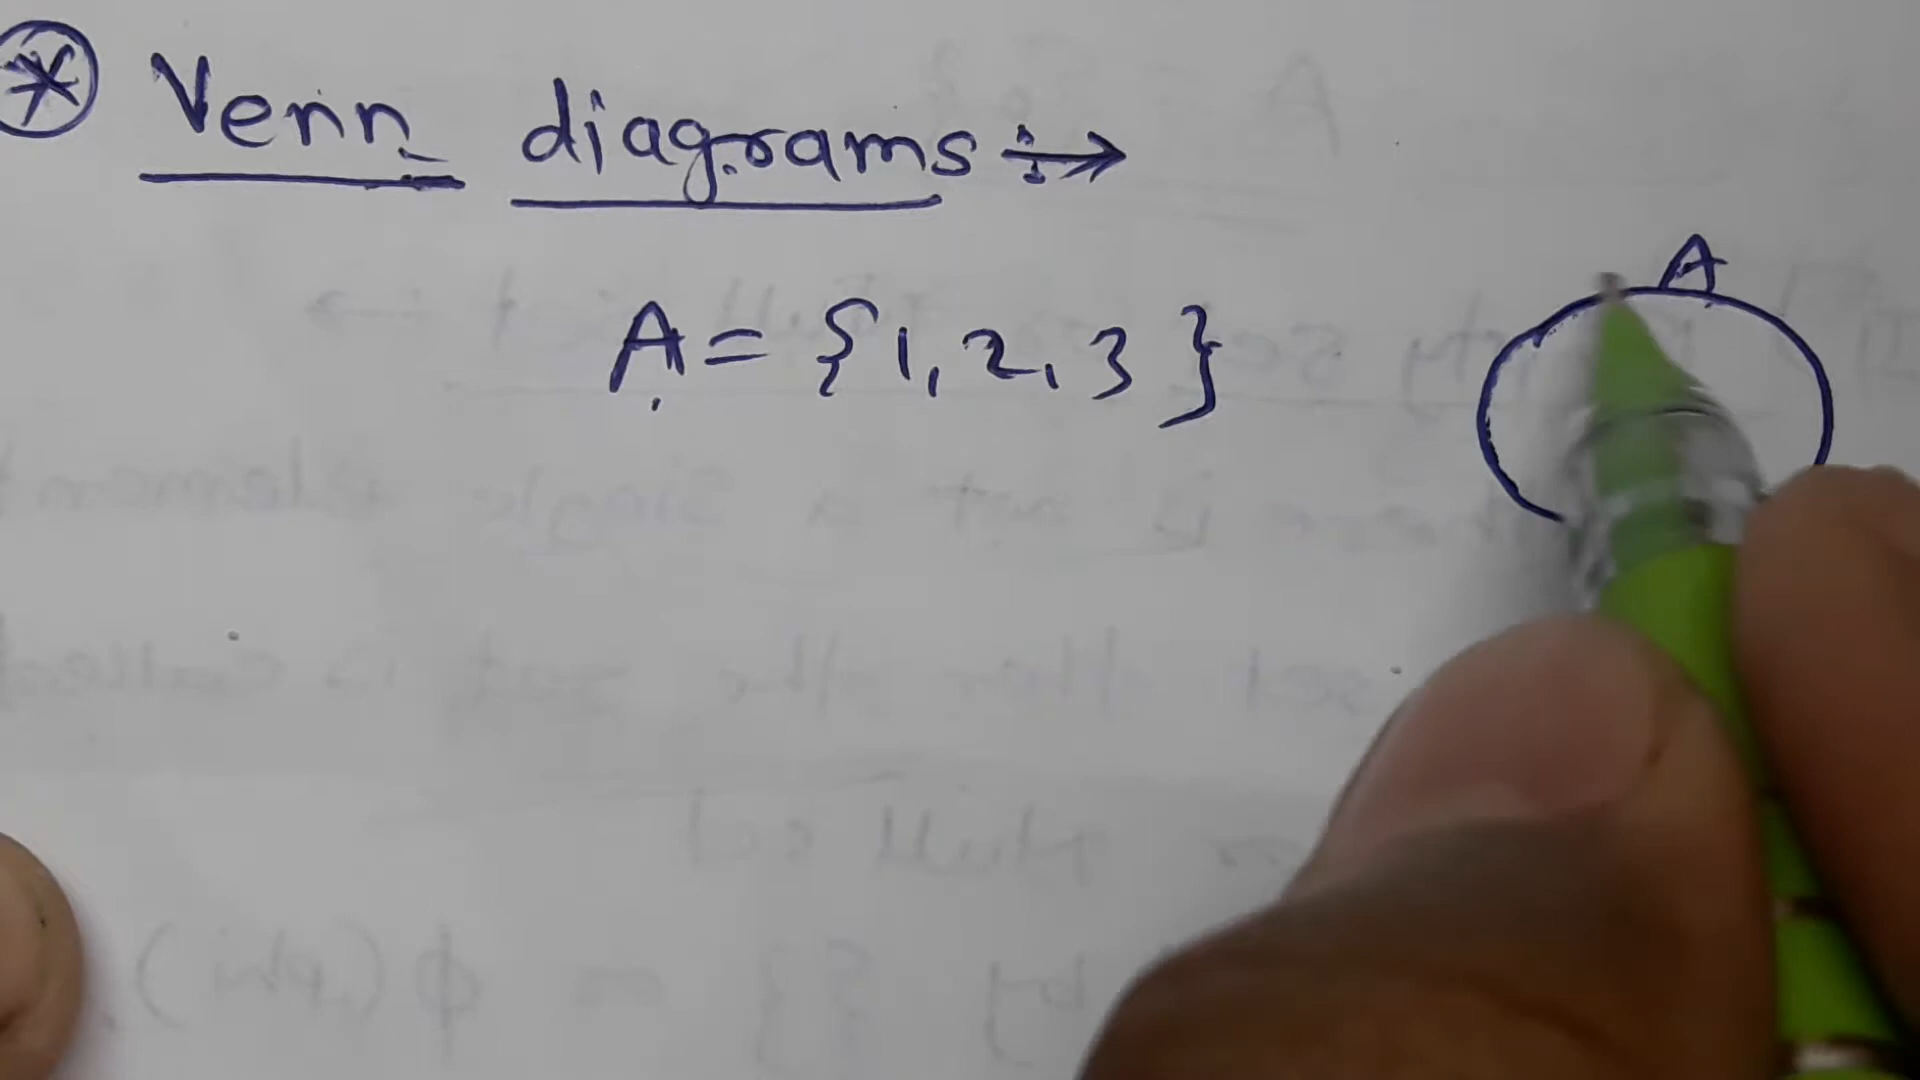 * Venn diagrams :→
A = {1, 2, 3}
A